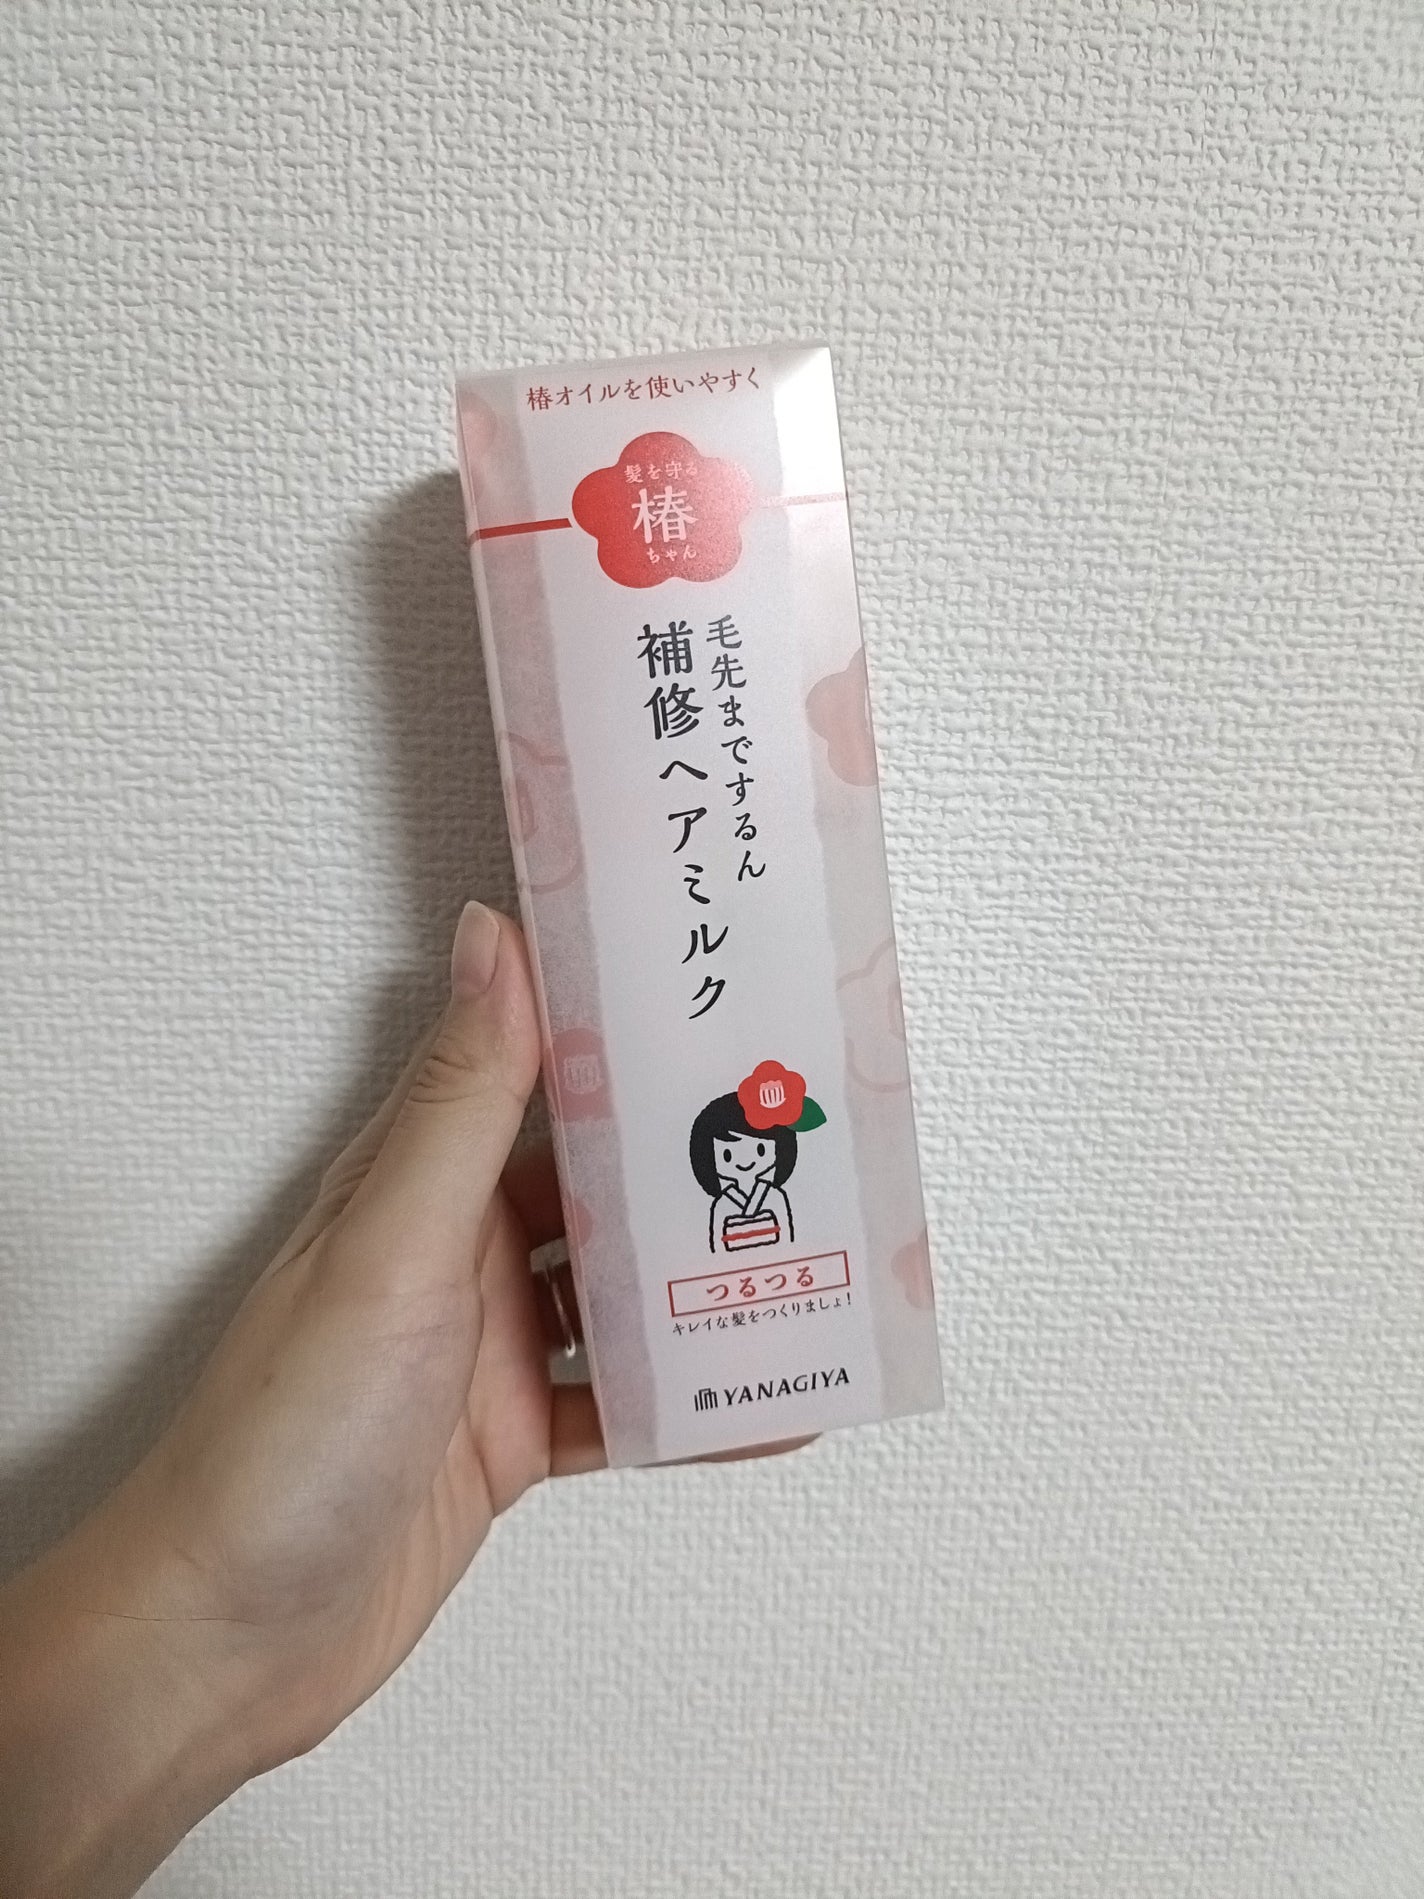 椿オイルを使いやすく
髪を守る
椿
ちゃん
毛先までするん
補修ヘアミルク
つるつる
キレイな髪をつくりましょ!
YANAGIYA